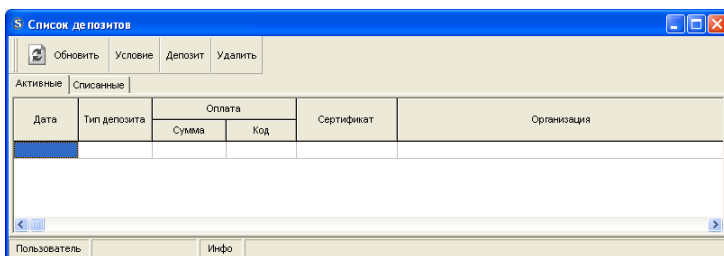 S Список депозитов
Обновить Условие Депозит Удалить
Активные Списанные
Дата Тип депозита Оплата Сертификат Организация
Сумма Код
Пользователь Инфо